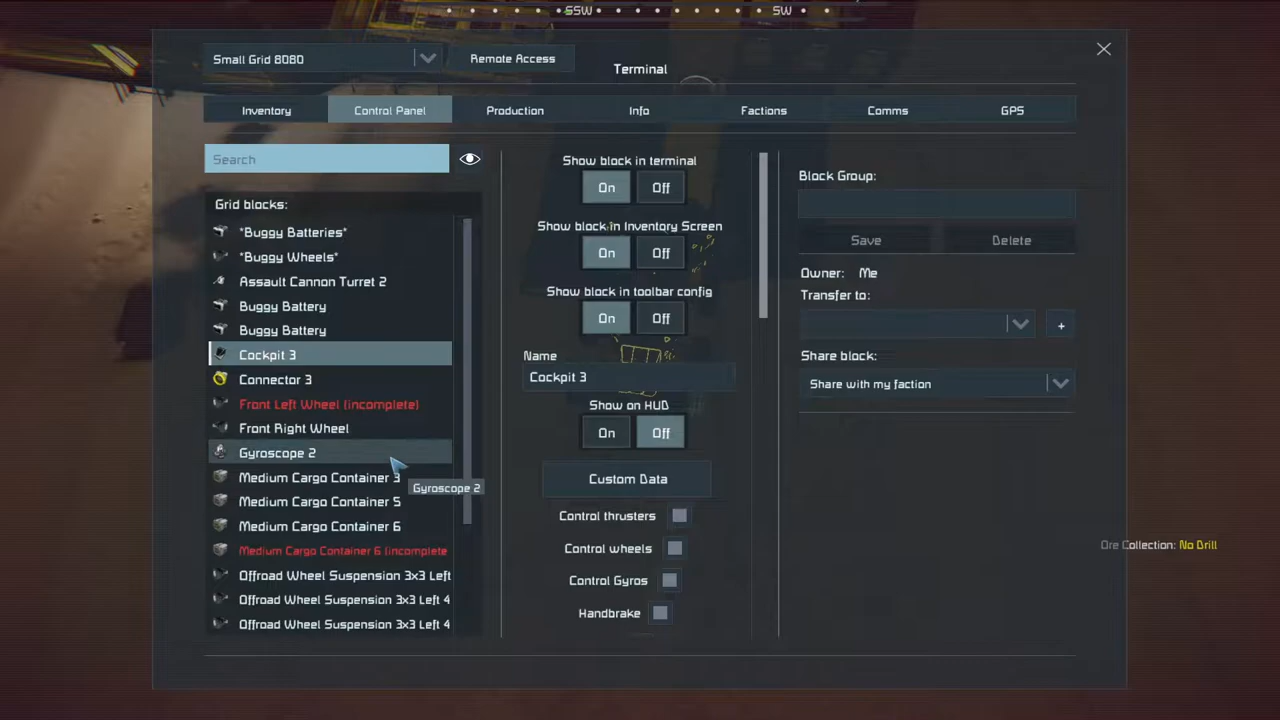 SSW
SW
Small Grid 8080
Remote Access
Terminal
Inventory
Control Panel
Production
Info
Factions
Comms
GPS
Search
Grid blocks:
*Buggy Batteries*
*Buggy Wheels*
Assault Cannon Turret 2
Buggy Battery
Buggy Battery
Cockpit 3
Connector 3
Front Left Wheel (incomplete)
Front Right Wheel
Gyroscope 2
Medium Cargo Container 3
Gyroscope 2
Medium Cargo Container 5
Medium Cargo Container 6
Medium Cargo Container 6 (incomplete
Offroad Wheel Suspension 3x3 Left
Offroad Wheel Suspension 3x3 Left 4
Offroad Wheel Suspension 3x3 Left 4
Show block in terminal
On Off
Show block in Inventory Screen
On Off
Show block in toolbar config
On Off
Name
Cockpit 3
Show on HUD
On Off
Custom Data
Control thrusters
Control wheels
Control Gyros
Handbrake
Block Group:
Save
Delete
Owner: Me
Transfer to:
+
Share block:
Share with my faction
Ore Collection: No Drill